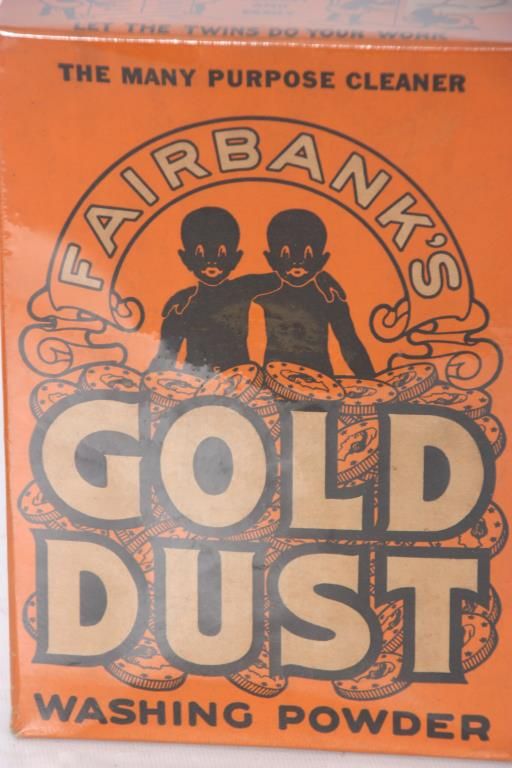 LET THE TWINS DO YOUR WORK
THE MANY PURPOSE CLEANER
FAIRBANK'S
GOLD
DUST
WASHING POWDER